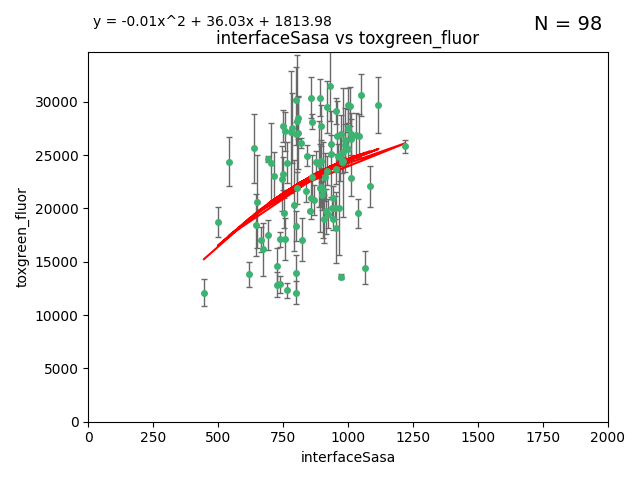 y = -0.01x^2 + 36.03x + 1813.98
N = 98
interfaceSasa vs toxgreen_fluor
toxgreen_fluor
30000
25000
20000
15000
10000
5000
0
0 250 500 750 1000 1250 1500 1750 2000
interfaceSasa